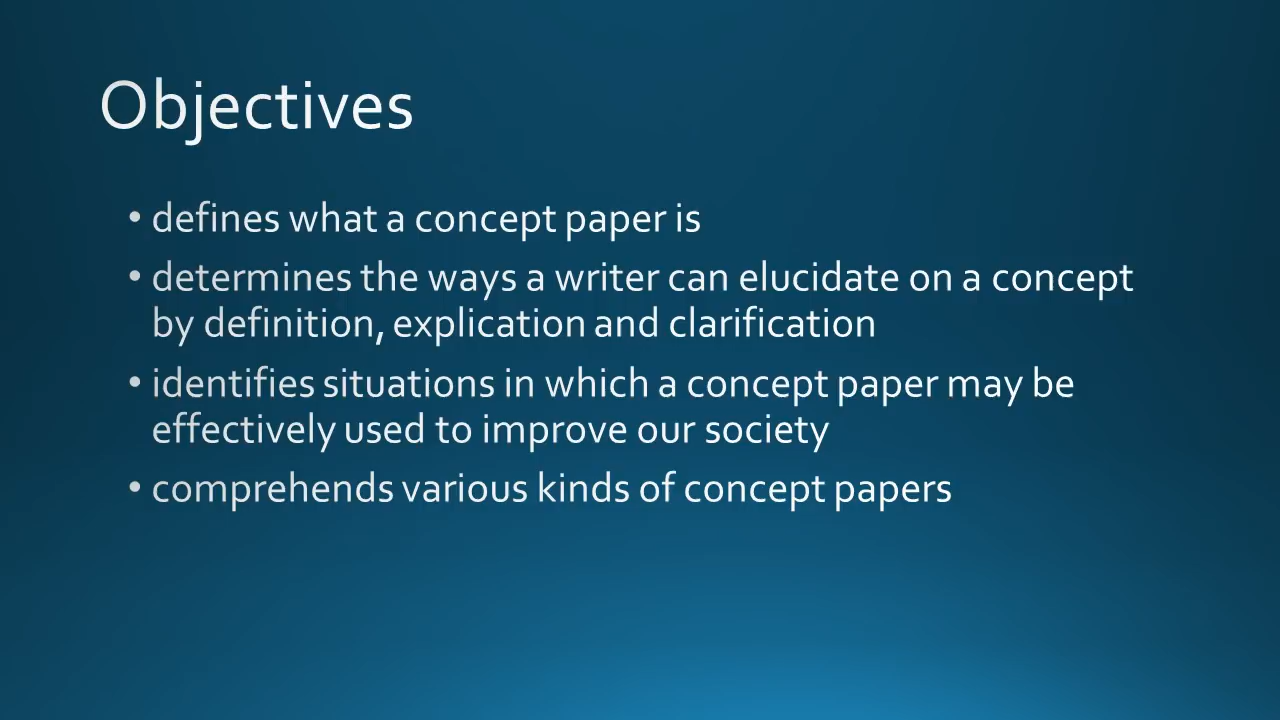 Objectives
• defines what a concept paper is
• determines the ways a writer can elucidate on a concept
by definition, explication and clarification
• identifies situations in which a concept paper may be
effectively used to improve our society
• comprehends various kinds of concept papers